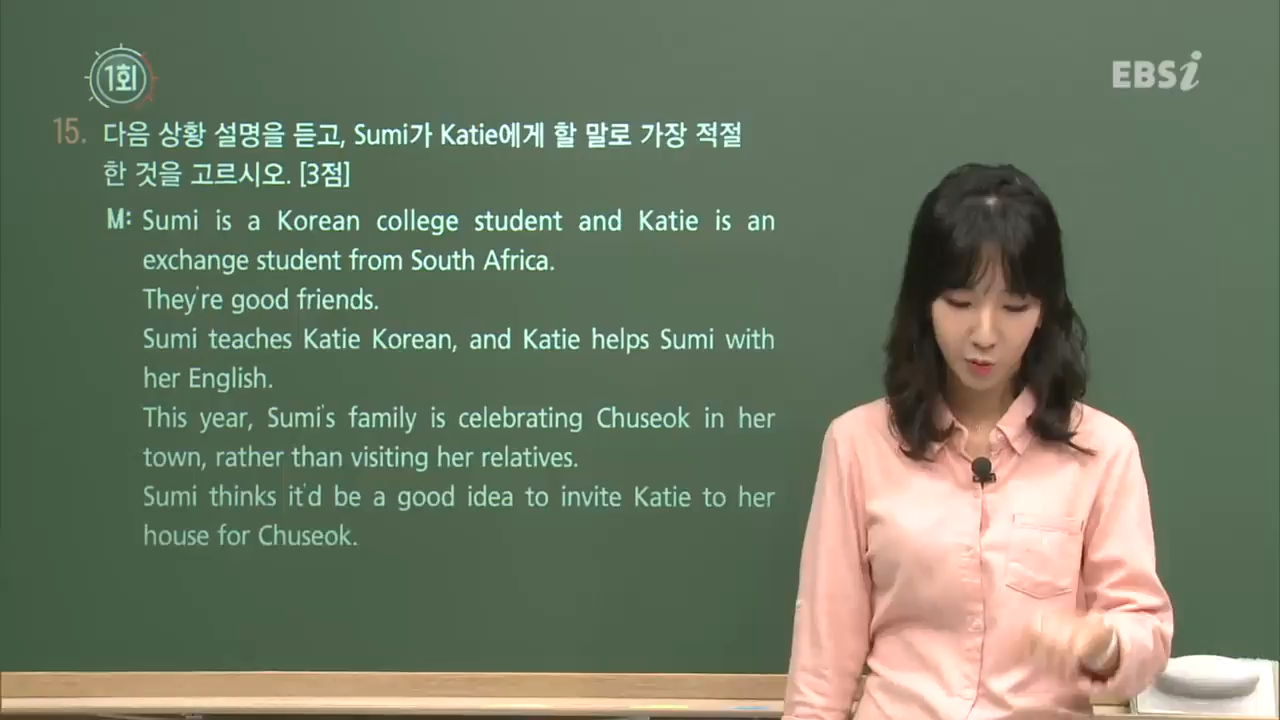 1회
EBSi
15. 다음 상황 설명을 듣고, Sumi가 Katie에게 할 말로 가장 적절
한 것을 고르시오. [3점]
M: Sumi is a Korean college student and Katie is an
exchange student from South Africa.
They're good friends.
Sumi teaches Katie Korean, and Katie helps Sumi with
her English.
This year, Sumi's family is celebrating Chuseok in her
town, rather than visiting her relatives.
Sumi thinks it'd be a good idea to invite Katie to her
house for Chuseok.